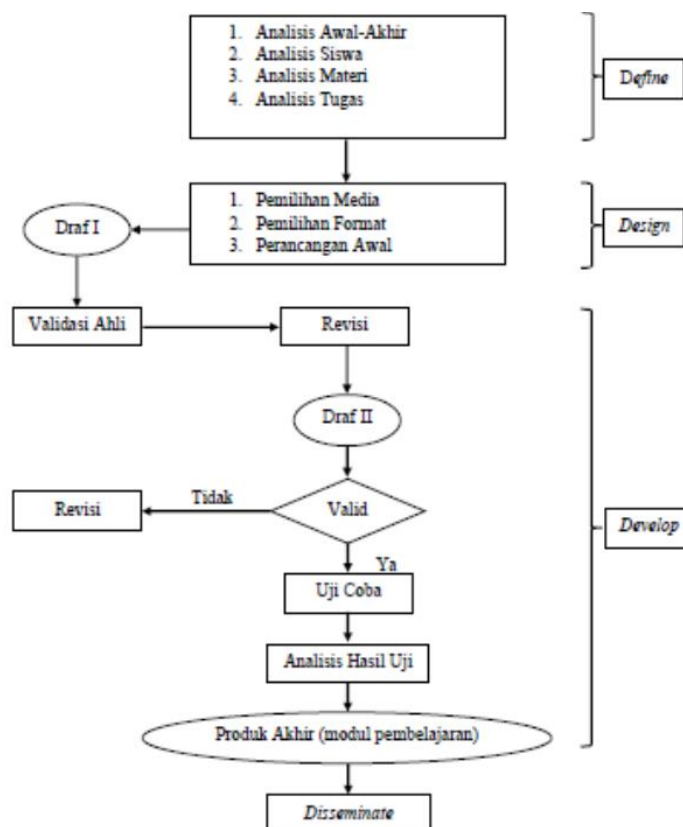 1. Analisis Awal-Akhir
2. Analisis Siswa
3. Analisis Materi
4. Analisis Tugas
Define
1. Pemilihan Media
2. Pemilihan Format
3. Perancangan Awal
Design
Draf I
Validasi Ahli
Revisi
Draf II
Valid
Tidak
Revisi
Ya
Uji Coba
Analisis Hasil Uji
Produk Akhir (modul pembelajaran)
Develop
Disseminate